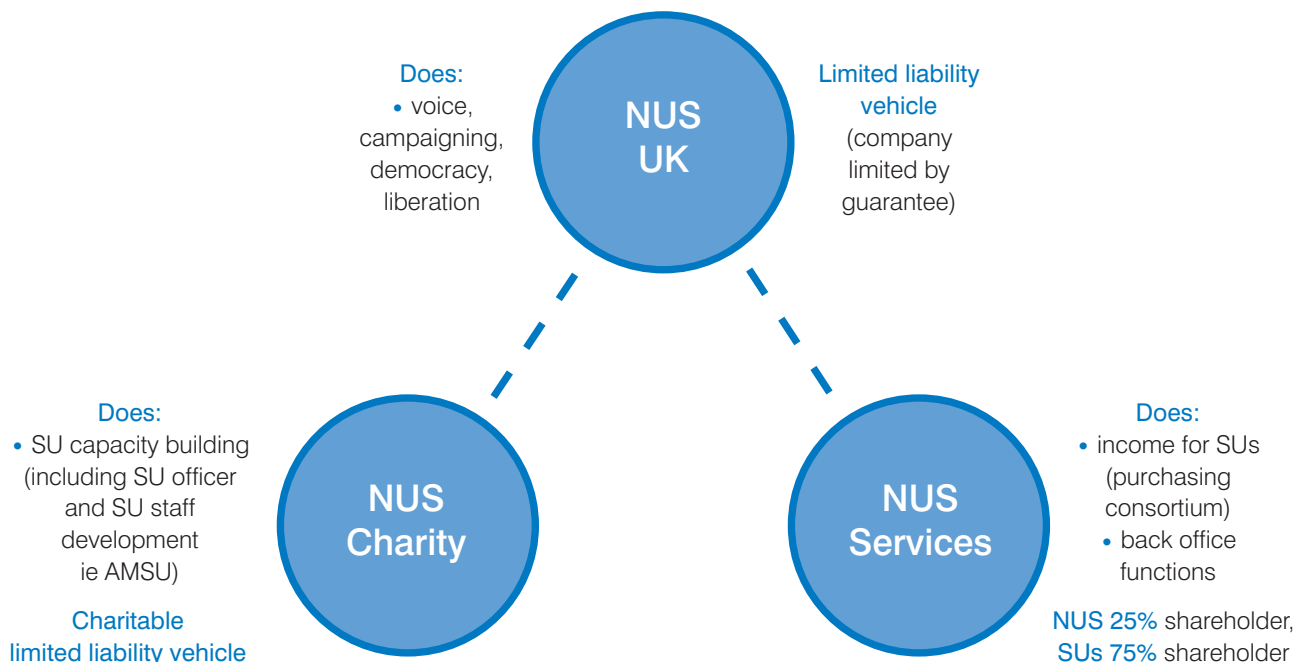 Does:
• voice,
campaigning,
democracy,
liberation
NUS
UK
Limited liability
vehicle
(company
limited by
guarantee)
Does:
• SU capacity building
(including SU officer
and SU staff
development
ie AMSU)
Charitable
limited liability vehicle
NUS
Charity
NUS
Services
Does:
• income for SUs
(purchasing
consortium)
• back office
functions
NUS 25% shareholder,
SUs 75% shareholder